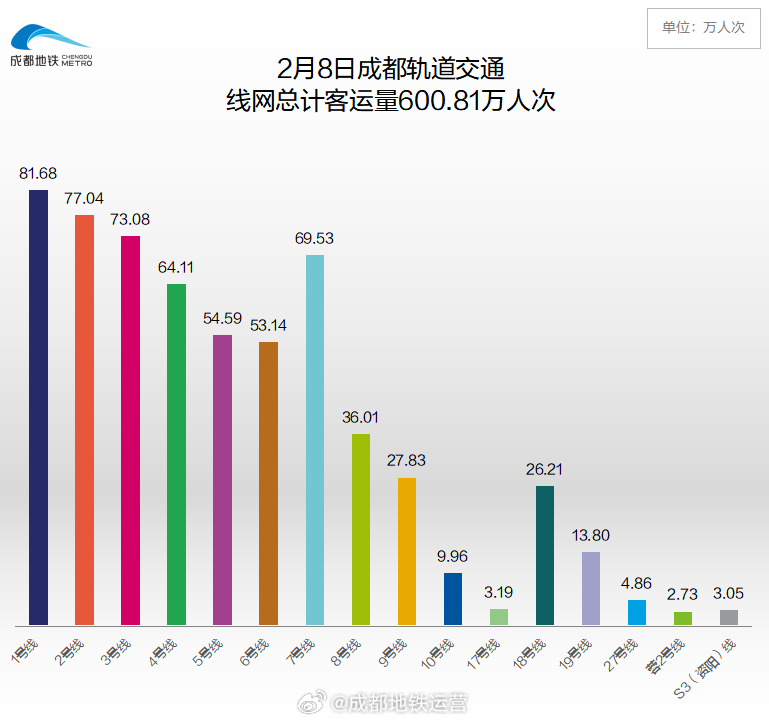 成都地铁 CHENGDU METRO
单位：万人次
2月8日成都轨道交通
线网总计客运量600.81万人次
81.68
77.04
73.08
64.11
54.59
53.14
69.53
36.01
27.83
9.96
3.19
26.21
13.80
4.86
2.73
3.05
1号线
2号线
3号线
4号线
5号线
6号线
7号线
8号线
9号线
10号线
17号线
18号线
19号线
27号线
蓉2号线
S3（资阳）线
@成都地铁运营